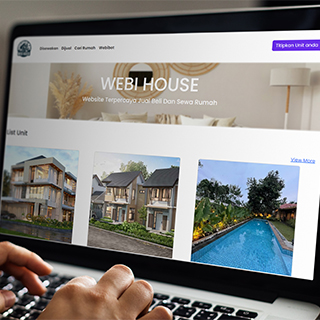 Disewakan Dijual Cari Rumah Webibot
Titipkan Unit anda
WEBI HOUSE
Website Terpercaya Jual Beli Dan Sewa Rumah
List Unit
View More